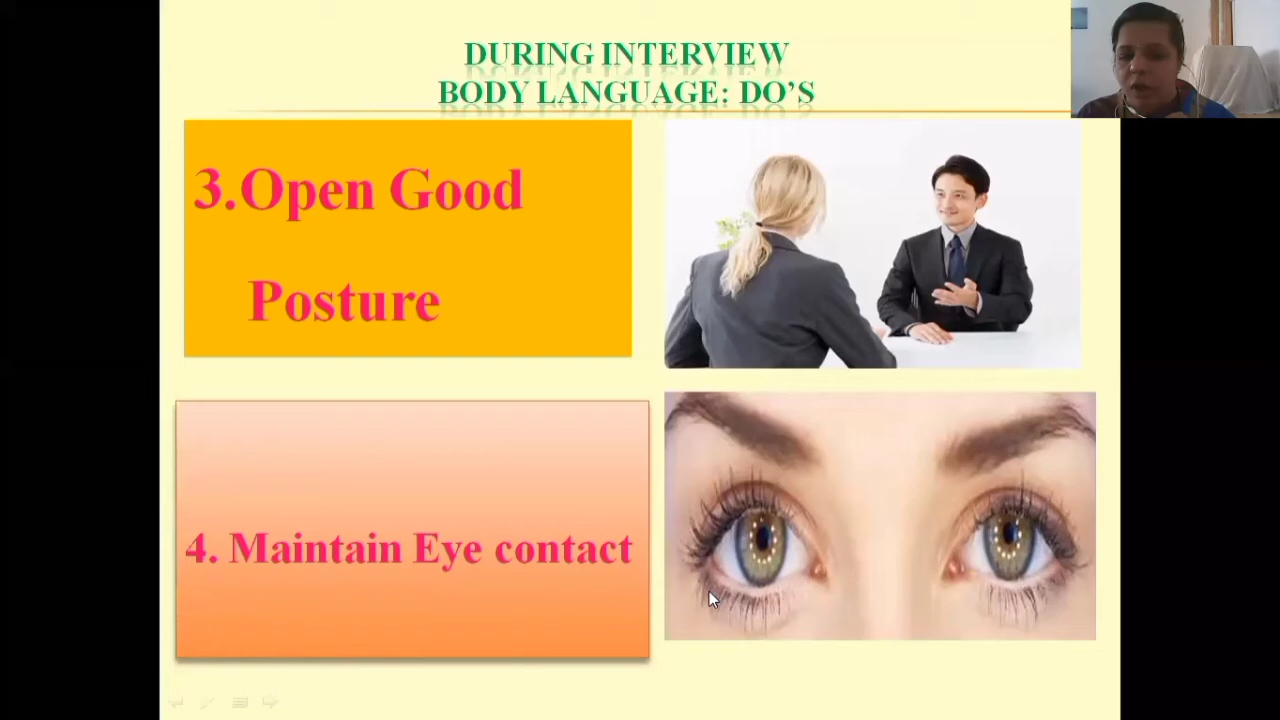 DURING INTERVIEW
BODY LANGUAGE: DO'S
3.Open Good
Posture
4. Maintain Eye contact